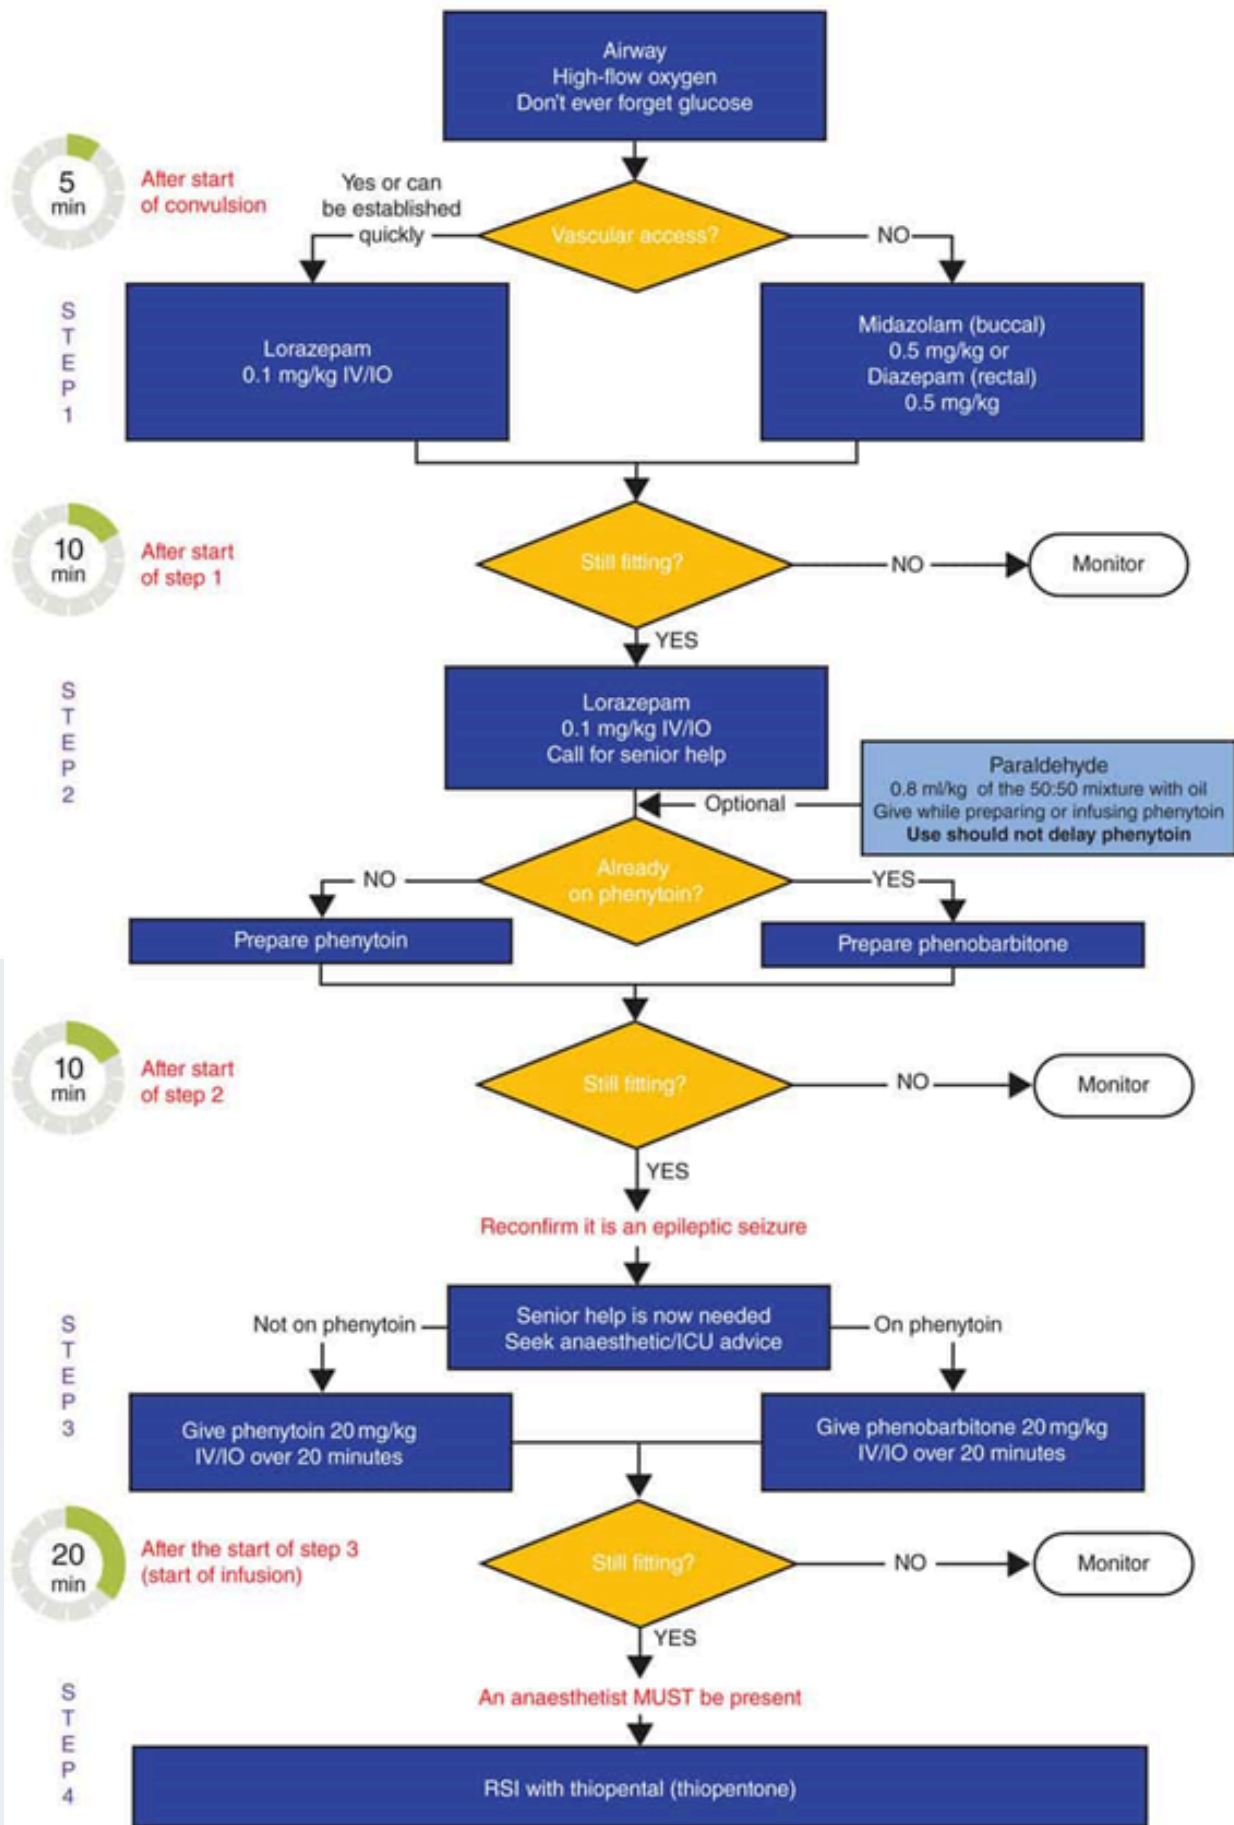 Airway
High-flow oxygen
Don't ever forget glucose
5
min
After start
of convulsion
Yes or can
be established
quickly
Vascular access?
NO
S
T
E
P
1
Lorazepam
0.1 mg/kg IV/IO
Midazolam (buccal)
0.5 mg/kg or
Diazepam (rectal)
0.5 mg/kg
10
min
After start
of step 1
Still fitting?
NO
Monitor
YES
S
T
E
P
2
Lorazepam
0.1 mg/kg IV/IO
Call for senior help
Optional
Paraldehyde
0.8 ml/kg of the 50:50 mixture with oil
Give while preparing or infusing phenytoin
Use should not delay phenytoin
NO
Already
on phenytoin?
YES
Prepare phenytoin
Prepare phenobarbitone
10
min
After start
of step 2
Still fitting?
NO
Monitor
YES
Reconfirm it is an epileptic seizure
S
T
E
P
3
Not on phenytoin
Senior help is now needed
Seek anaesthetic/ICU advice
On phenytoin
Give phenytoin 20 mg/kg
IV/IO over 20 minutes
Give phenobarbitone 20 mg/kg
IV/IO over 20 minutes
20
min
After the start of step 3
(start of infusion)
Still fitting?
NO
Monitor
YES
An anaesthetist MUST be present
S
T
E
P
4
RSI with thiopental (thiopentone)